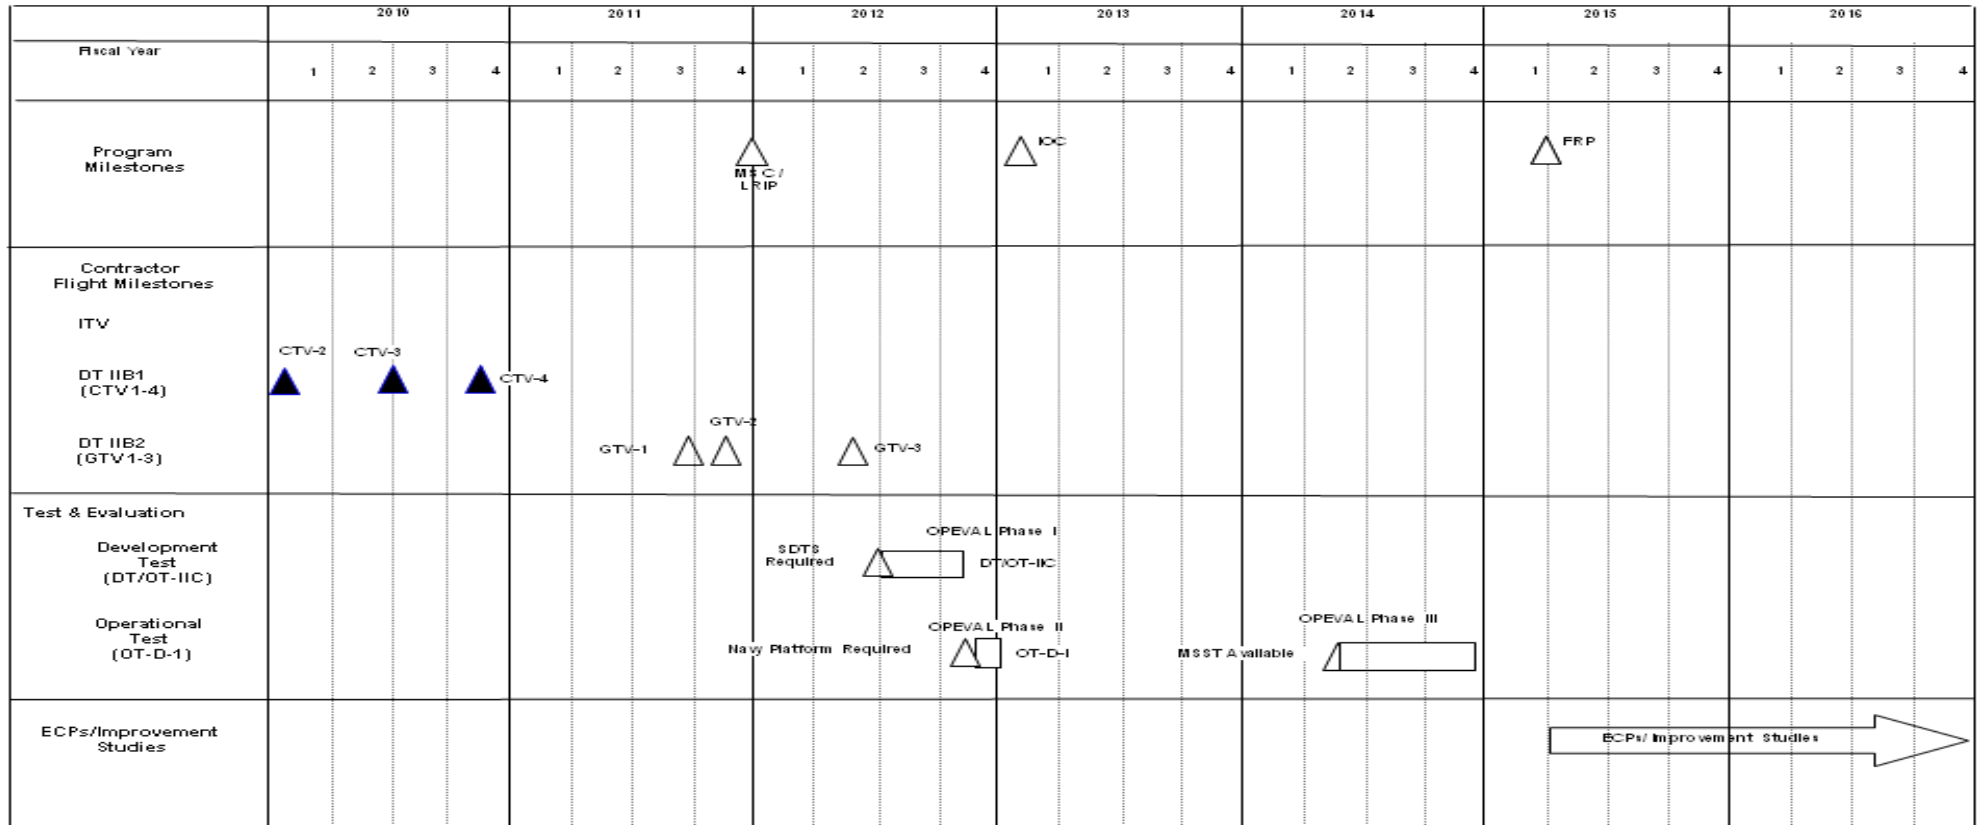 2010 2011 2012 2013 2014 2015 2016
Fiscal Year
1 2 3 4 1 2 3 4 1 2 3 4 1 2 3 4 1 2 3 4 1 2 3 4 1 2 3 4
Program
Milestones
MS C /
LRIP
IOC
FRP
Contractor
Flight Milestones
ITV
CTV-2 CTV-3
DT IIB1
(CTV1-4)
CTV-4
GTV-2
DT IIB2
(GTV1-3)
GTV-1
GTV-3
Test & Evaluation
OPEVAL Phase I
Development
Test
(DT/OT-IIC)
SDTS
Required
DT/OT-IIC
Operational
Test
(OT-D-1)
OPEVAL Phase II
Navy Platform Required
OT-D-I
OPEVAL Phase III
MSST Available
ECPs/Improvement
Studies
ECPs/ Improvement Studies